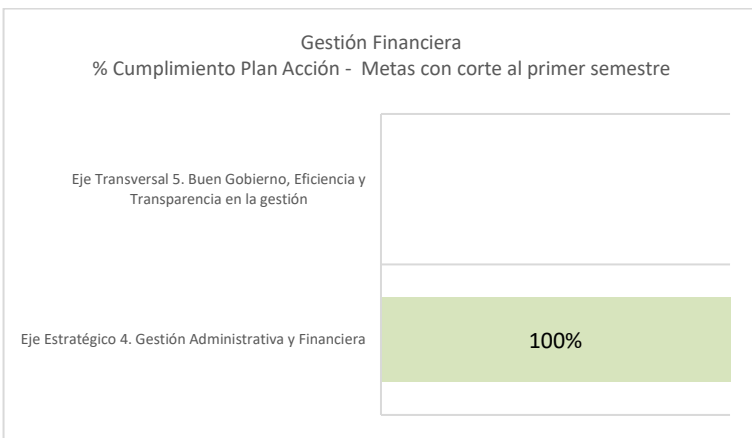 Gestión Financiera
% Cumplimiento Plan Acción - Metas con corte al primer semestre
Eje Transversal 5. Buen Gobierno, Eficiencia y
Transparencia en la gestión
Eje Estratégico 4. Gestión Administrativa y Financiera
100%